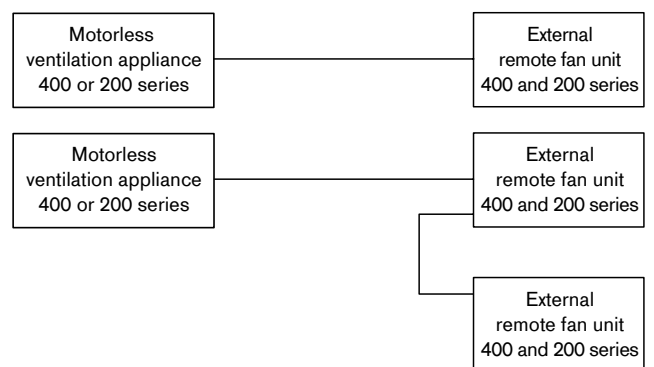 Motorless
ventilation appliance
400 or 200 series
External
remote fan unit
400 and 200 series
Motorless
ventilation appliance
400 or 200 series
External
remote fan unit
400 and 200 series
External
remote fan unit
400 and 200 series